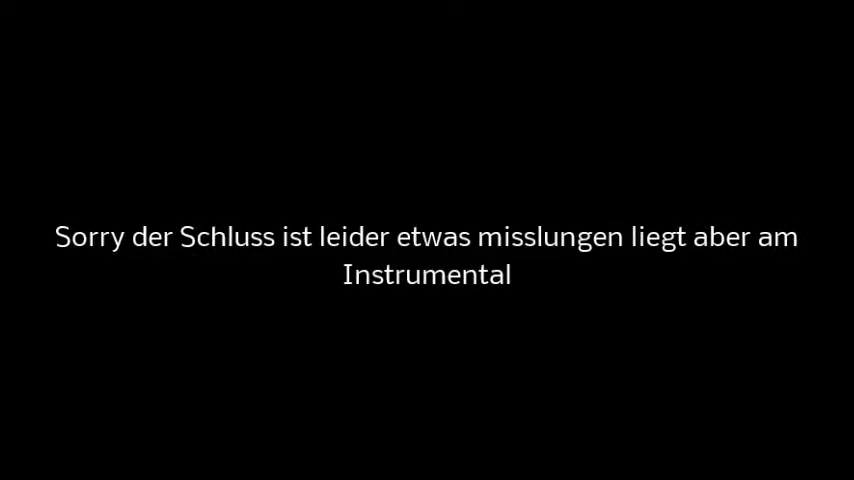 Sorry der Schluss ist leider etwas misslungen liegt aber am
Instrumental